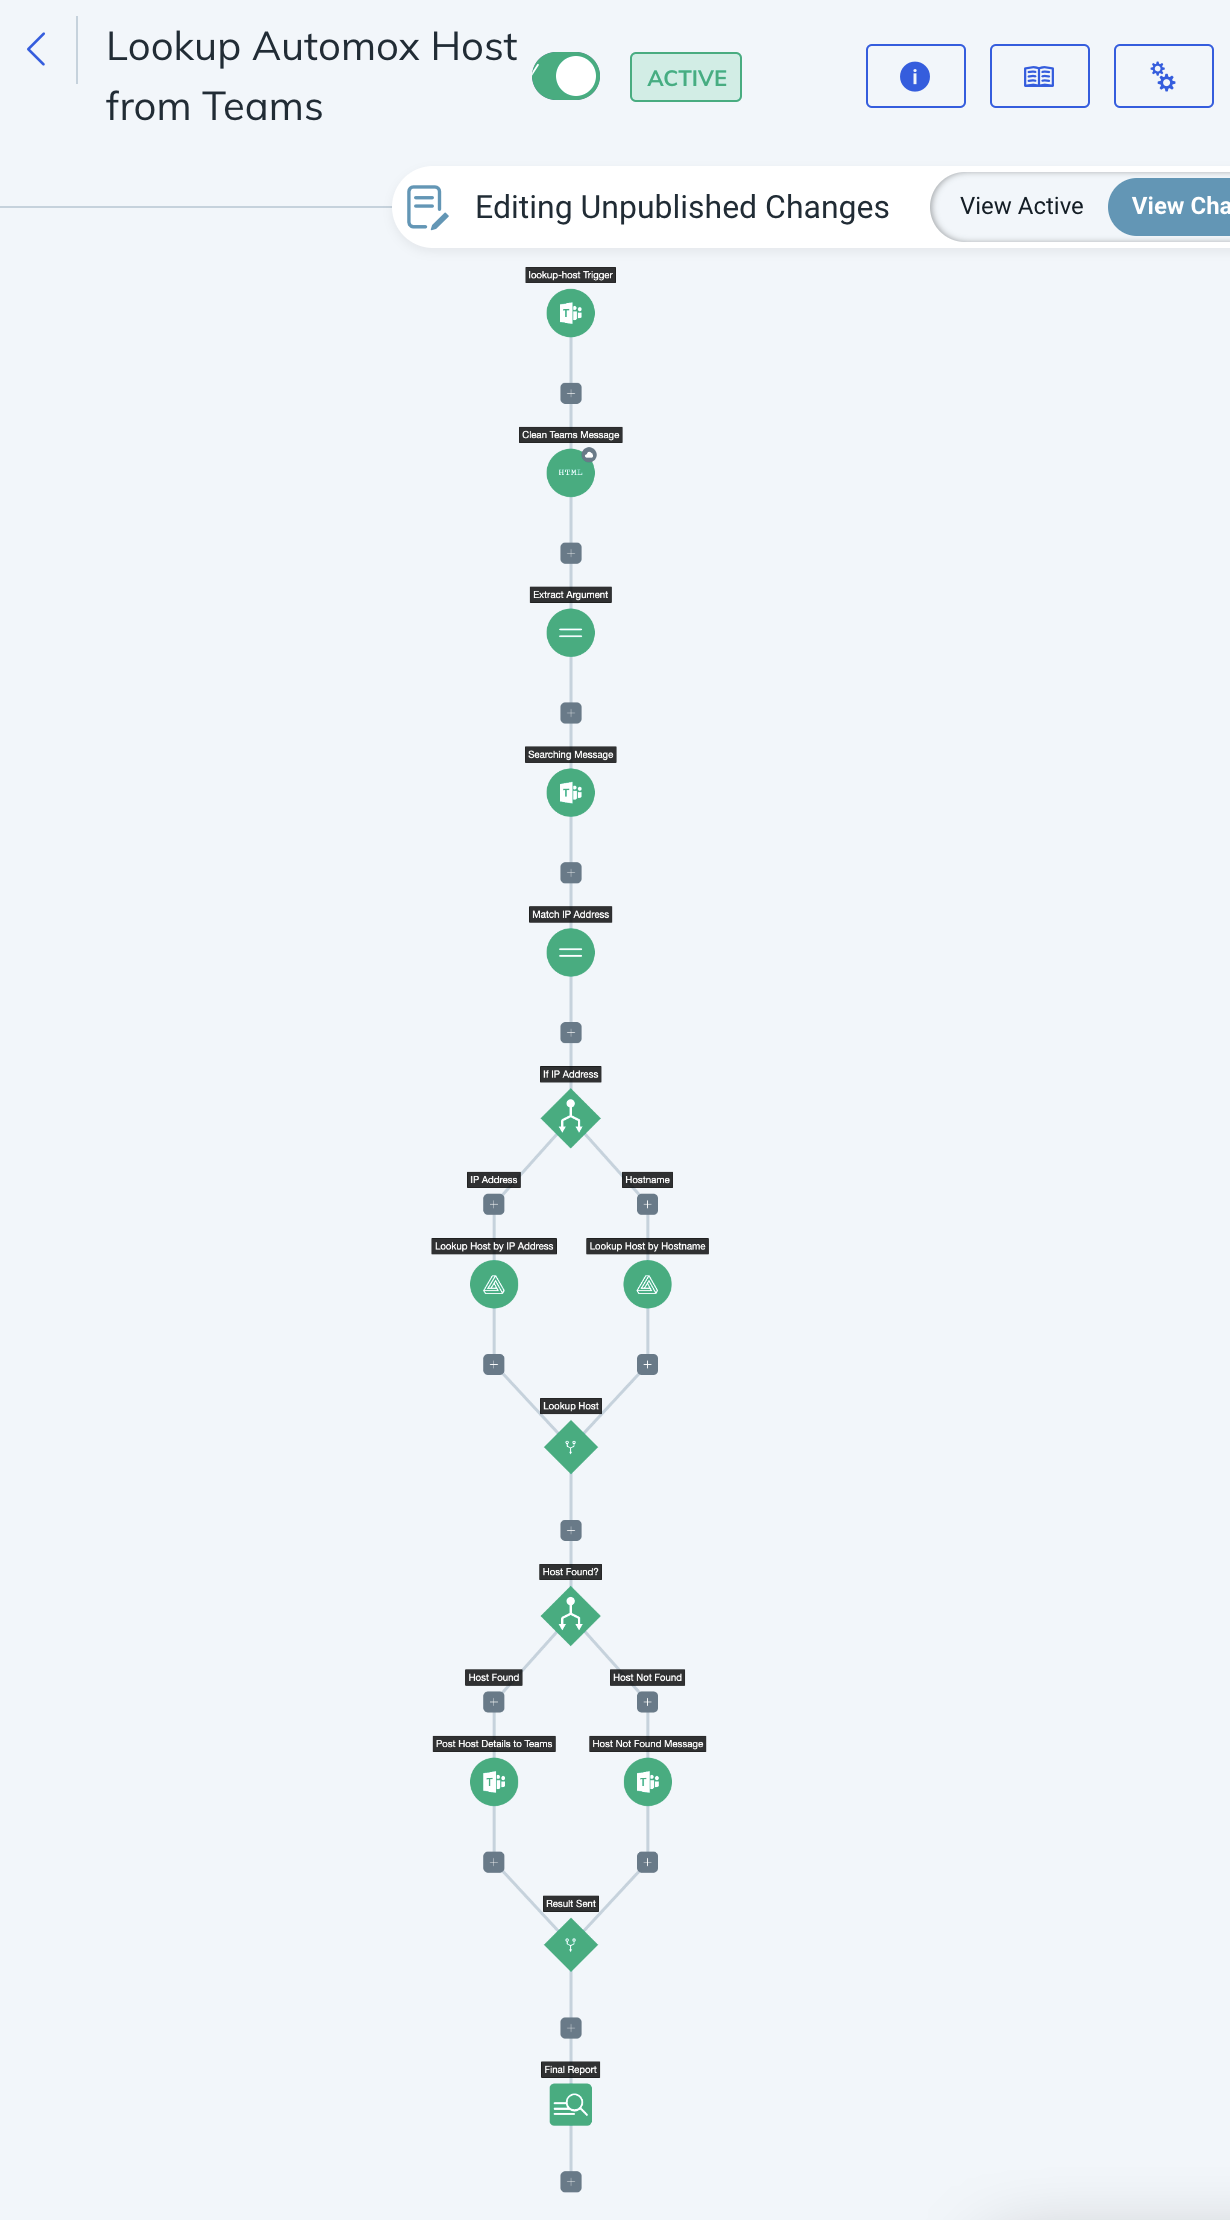 Lookup Automox Host
from Teams
ACTIVE
Editing Unpublished Changes
View Active
View Cha
lookup-host Trigger
Clean Teams Message
HTML
Extract Argument
Searching Message
Match IP Address
If IP Address
IP Address
Hostname
Lookup Host by IP Address
Lookup Host by Hostname
Lookup Host
Host Found?
Host Found
Host Not Found
Post Host Details to Teams
Host Not Found Message
Result Sent
Final Report